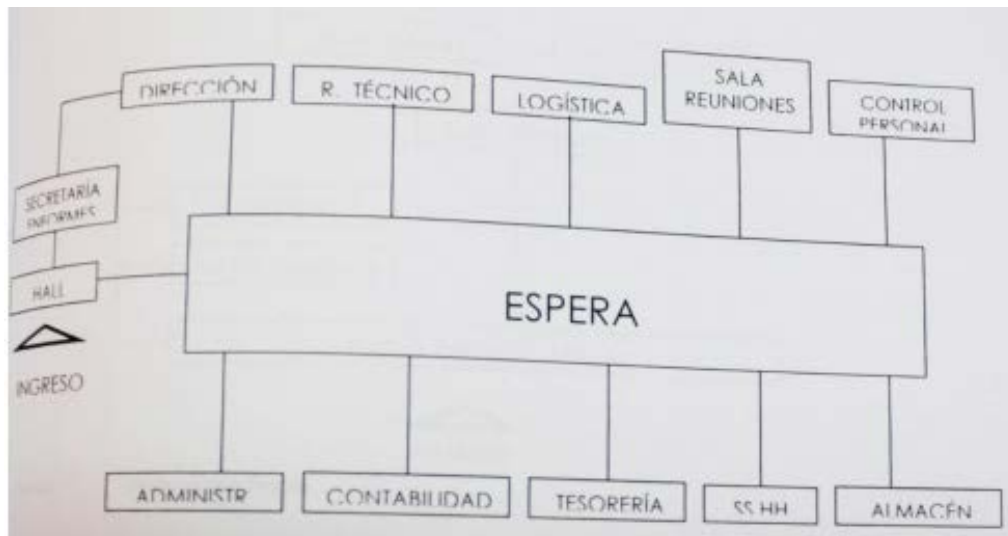 DIRECCIÓN
R. TÉCNICO
LOGÍSTICA
SALA
REUNIONES
CONTROL
PERSONAL
SECRETARÍA
INFORMES
HALL
INGRESO
ESPERA
ADMINISTR
CONTABILIDAD
TESORERÍA
SS.HH
ALMACÉN